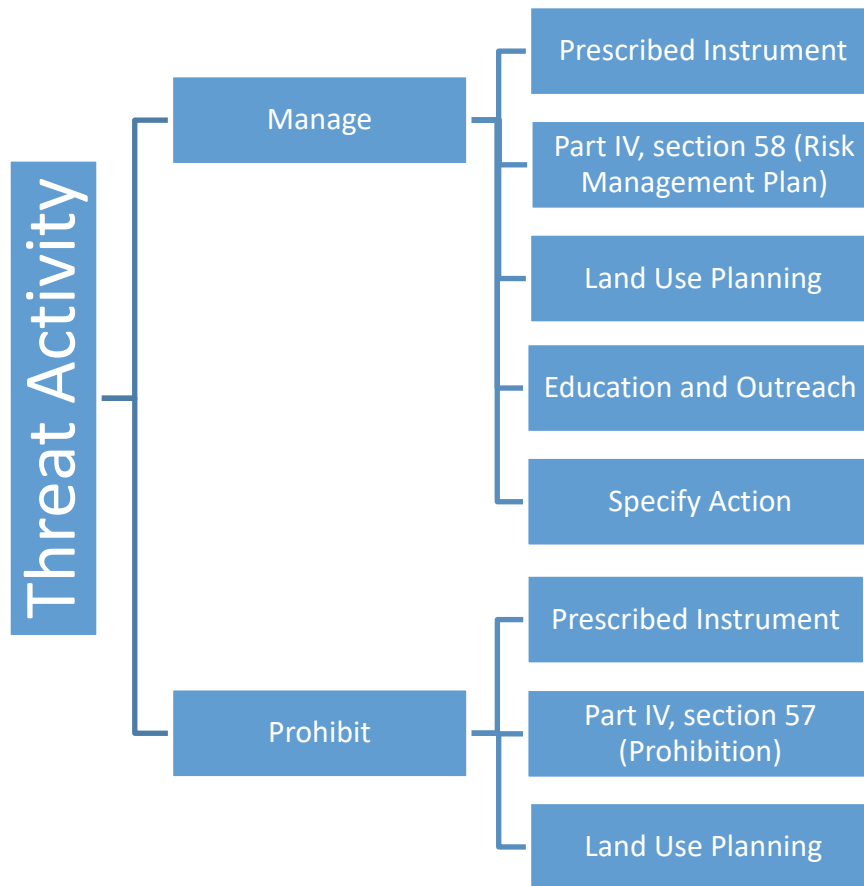 Threat Activity
Manage
Prescribed Instrument
Part IV, section 58 (Risk
Management Plan)
Land Use Planning
Education and Outreach
Specify Action
Prohibit
Prescribed Instrument
Part IV, section 57
(Prohibition)
Land Use Planning